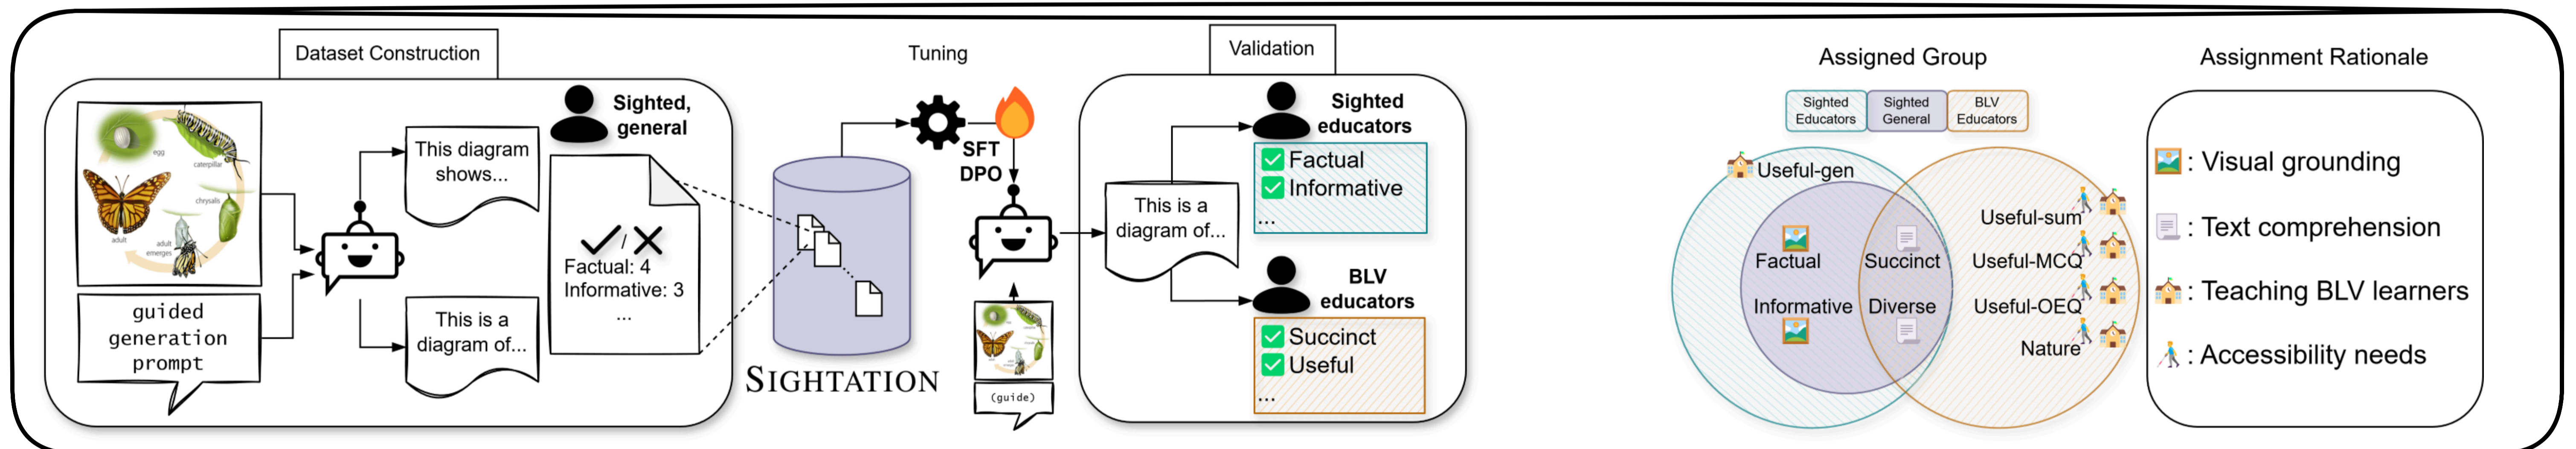 Dataset Construction
egg
caterpillar
chrysalis
adult
emerges
adult
guided
generation
prompt
This diagram
shows...
This is a
diagram of...
Sighted,
general
/
Factual: 4
Informative: 3
...
SIGHTATION
Tuning
SFT
DPO
(guide)
Validation
This is a
diagram of...
Sighted
educators
Factual
Informative
...
BLV
educators
Succinct
Useful
...
Assigned Group
Sighted
Educators
Sighted
General
BLV
Educators
Useful-gen
Factual
Informative
Succinct
Diverse
Useful-sum
Useful-MCQ
Useful-OEQ
Nature
Assignment Rationale
: Visual grounding
: Text comprehension
: Teaching BLV learners
: Accessibility needs